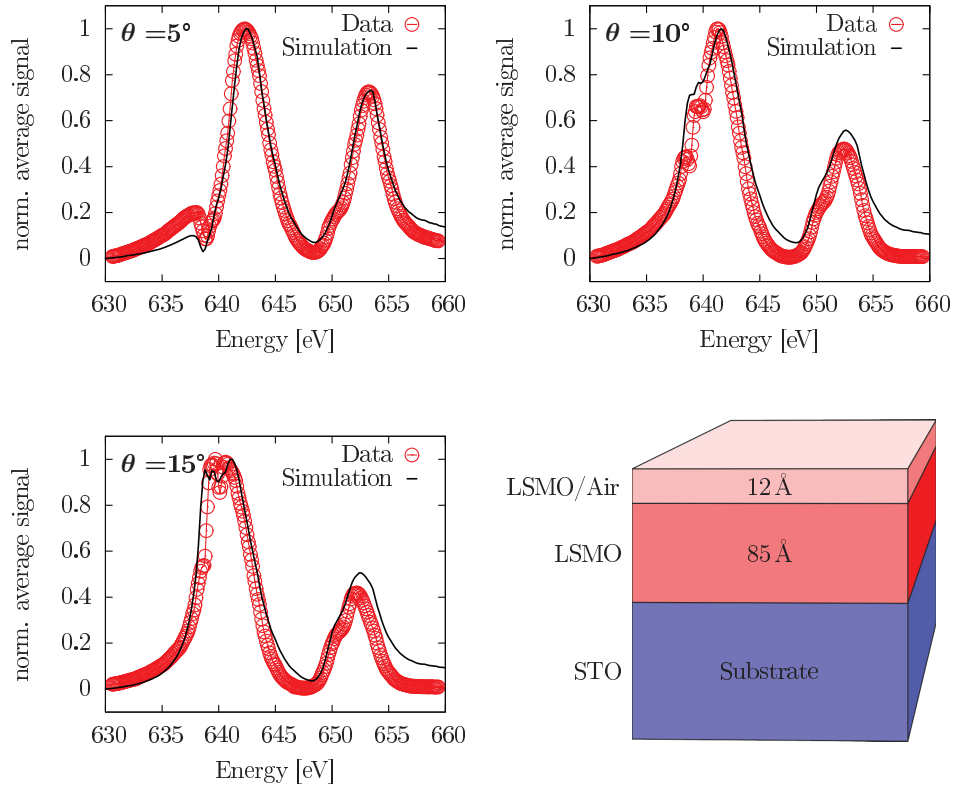 θ =5°
Data
Simulation
norm. average signal
1
0.8
0.6
0.4
0.2
0
630 635 640 645 650 655 660
Energy [eV]
θ =10°
Data
Simulation
norm. average signal
1
0.8
0.6
0.4
0.2
0
630 635 640 645 650 655 660
Energy [eV]
θ =15°
Data
Simulation
norm. average signal
1
0.8
0.6
0.4
0.2
0
630 635 640 645 650 655 660
Energy [eV]
LSMO/Air 12 Å
LSMO 85 Å
STO Substrate